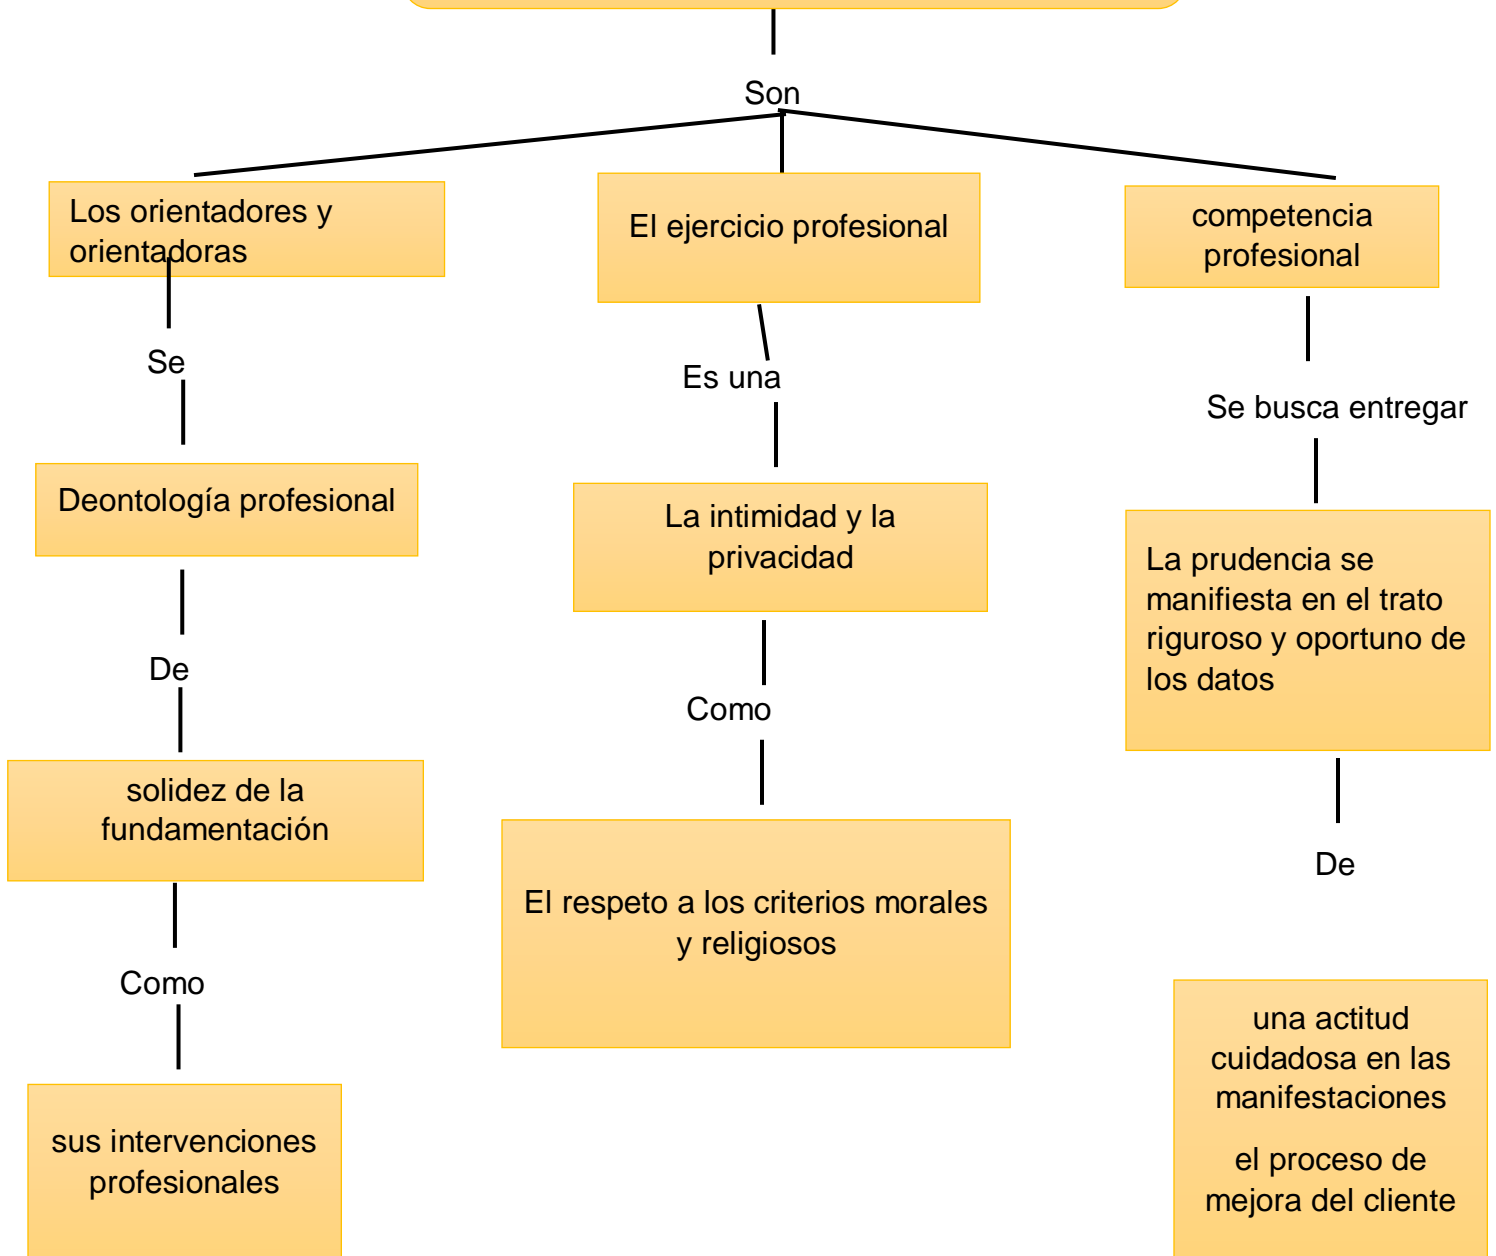 Son
Los orientadores y
orientadoras
Se
Deontología profesional
De
solidez de la
fundamentación
Como
sus intervenciones
profesionales
El ejercicio profesional
Es una
La intimidad y la
privacidad
Como
El respeto a los criterios morales
y religiosos
competencia
profesional
Se busca entregar
La prudencia se
manifiesta en el trato
riguroso y oportuno de
los datos
De
una actitud
cuidadosa en las
manifestaciones
el proceso de
mejora del cliente